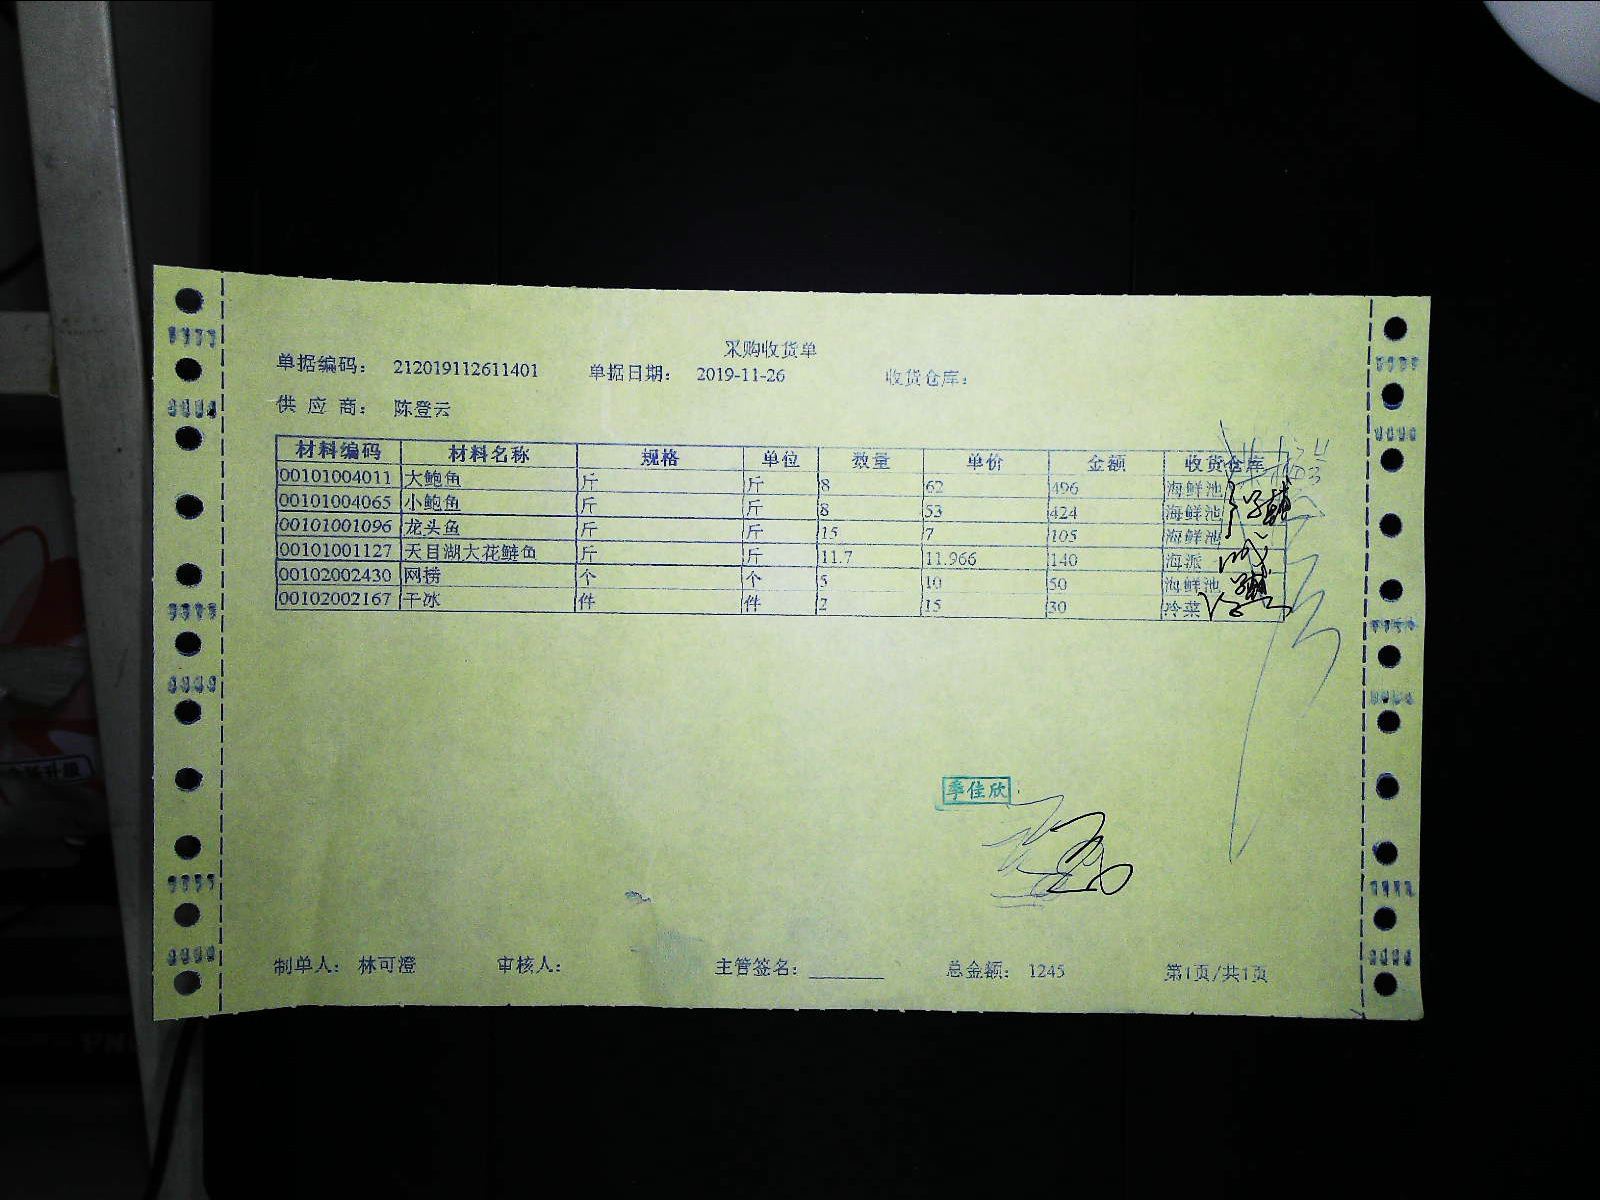 采购收货单
单据编码： 212019112611401 单据日期： 2019-11-26 收货仓库：
供 应 商： 陈登云
材料编码 材料名称 规格 单位 数量 单价 金额 收货仓库
00101004011 大鲍鱼 斤 斤 8 62 496 海鲜池
00101004065 小鲍鱼 斤 斤 8 53 424 海鲜池
00101001096 龙头鱼 斤 斤 15 7 105 海鲜池
00101001127 天目湖大花鲢鱼 斤 斤 11.7 11.966 140 海派
00102002430 网捞 个 个 5 10 50 海鲜池
00102002167 干冰 件 件 2 15 30 冷菜
季佳欣
制单人： 林可澄 审核人： 主管签名： 总金额： 1245 第1页/共1页